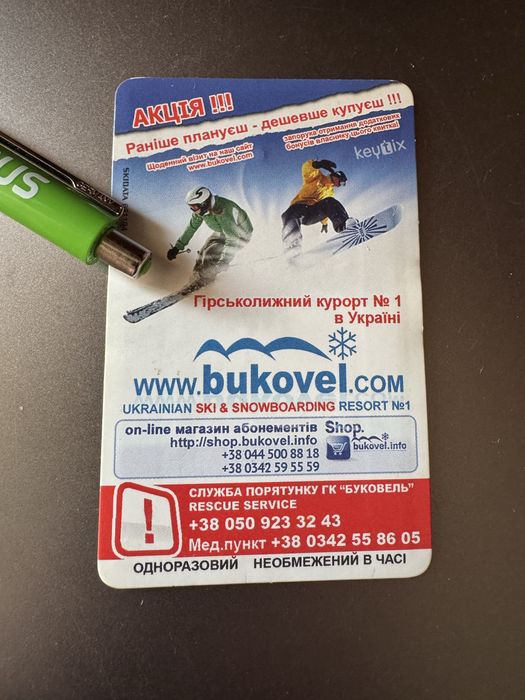 АКЦІЯ !!!
Раніше плануєш - дешевше купуєш !!!
Щоденний візит на наш сайт
www.bukovel.com
запорука отримання додаткових
бонусів власнику цього квитка!
keytix
Гірськолижний курорт № 1
в Україні
www.bukovel.com
UKRAINIAN SKI & SNOWBOARDING RESORT №1
on-line магазин абонементів Shop.
http://shop.bukovel.info
bukovel.info
+38 044 500 88 18
+38 0342 59 55 59
СЛУЖБА ПОРЯТУНКУ ГК "БУКОВЕЛЬ"
RESCUE SERVICE
!
+38 050 923 32 43
Мед.пункт +38 0342 55 86 05
ОДНОРАЗОВИЙ НЕОБМЕЖЕНИЙ В ЧАСІ
SKIDATA